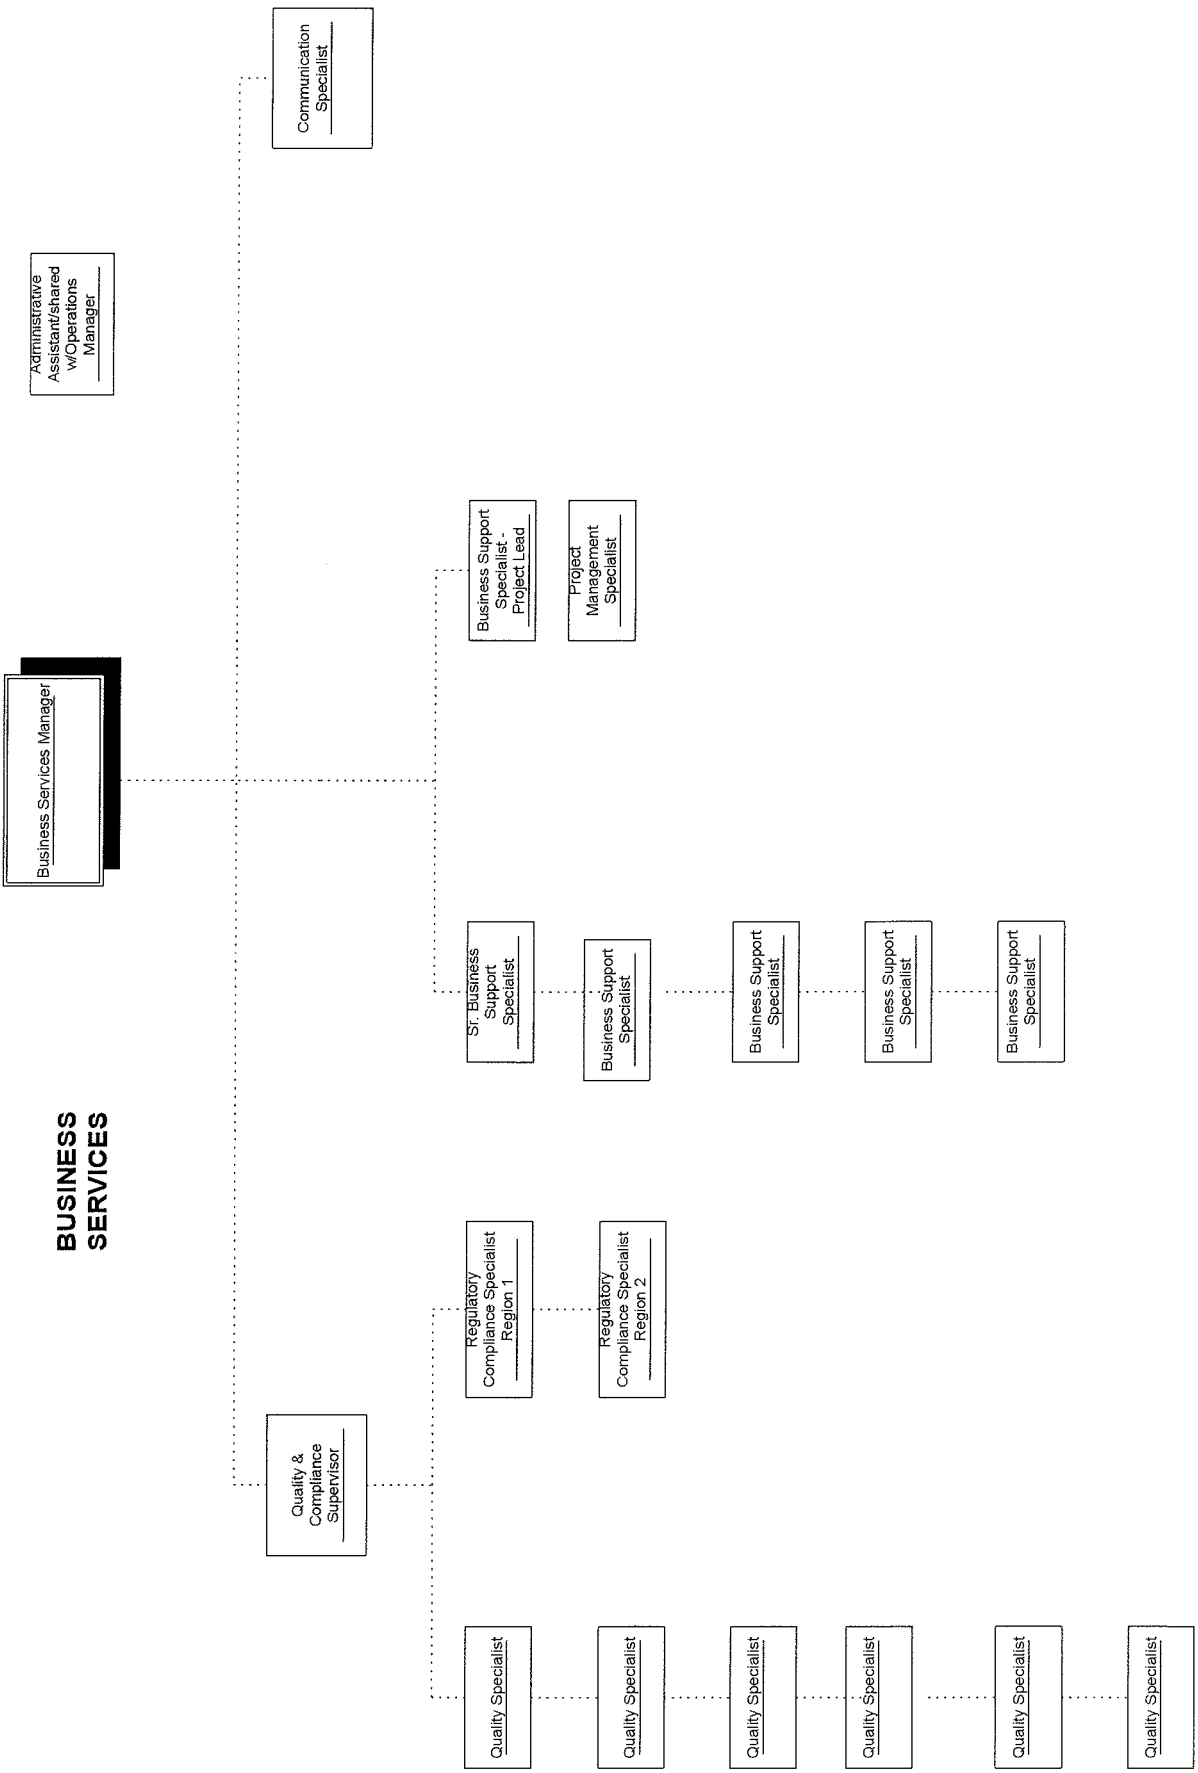 BUSINESS
SERVICES
Business Services Manager
Administrative
Assistant/shared
w/Operations
Manager
Quality &
Compliance
Supervisor
Communication
Specialist
Quality Specialist
Quality Specialist
Quality Specialist
Quality Specialist
Quality Specialist
Quality Specialist
Regulatory
Compliance Specialist
Region 1
Regulatory
Compliance Specialist
Region 2
Sr. Business
Support
Specialist
Business Support
Specialist
Business Support
Specialist
Business Support
Specialist
Business Support
Specialist
Business Support
Specialist -
Project Lead
Project
Management
Specialist